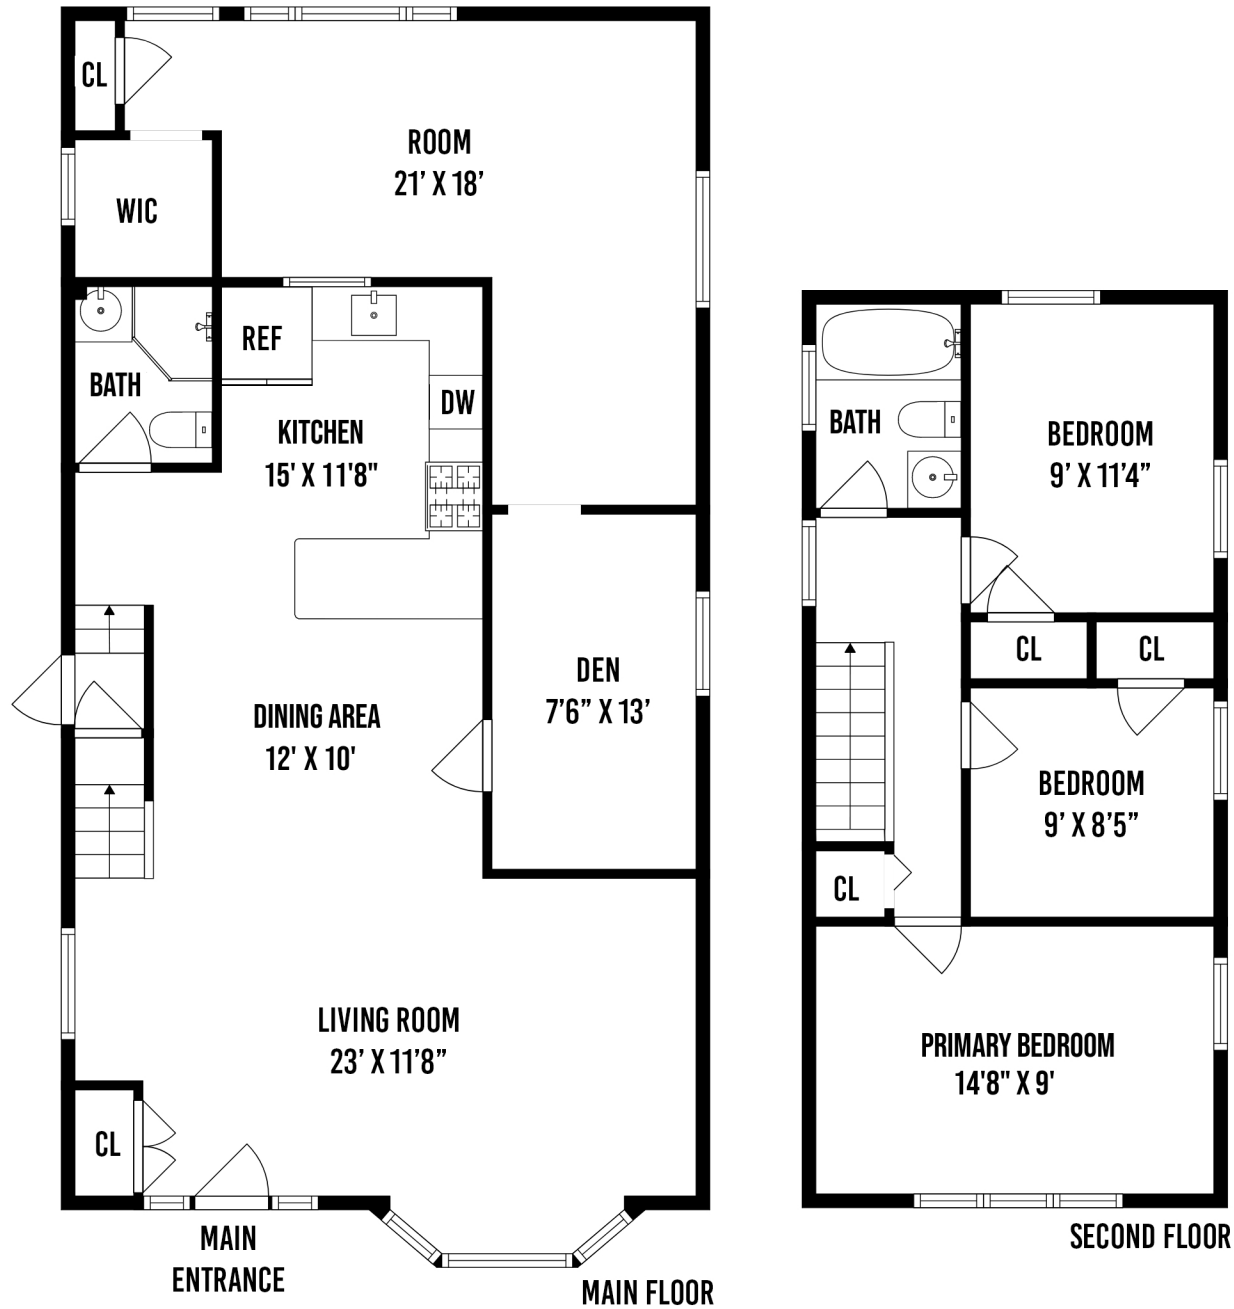 CL
ROOM
21’ X 18’
WIC
REF
BATH
DW
KITCHEN
15' X 11'8"
DEN
7’6” X 13’
DINING AREA
12' X 10'
LIVING ROOM
23’ X 11’8”
CL
MAIN
ENTRANCE
MAIN FLOOR
BATH
BEDROOM
9’ X 11’4”
CL
CL
BEDROOM
9’ X 8’5”
CL
PRIMARY BEDROOM
14'8" X 9'
SECOND FLOOR